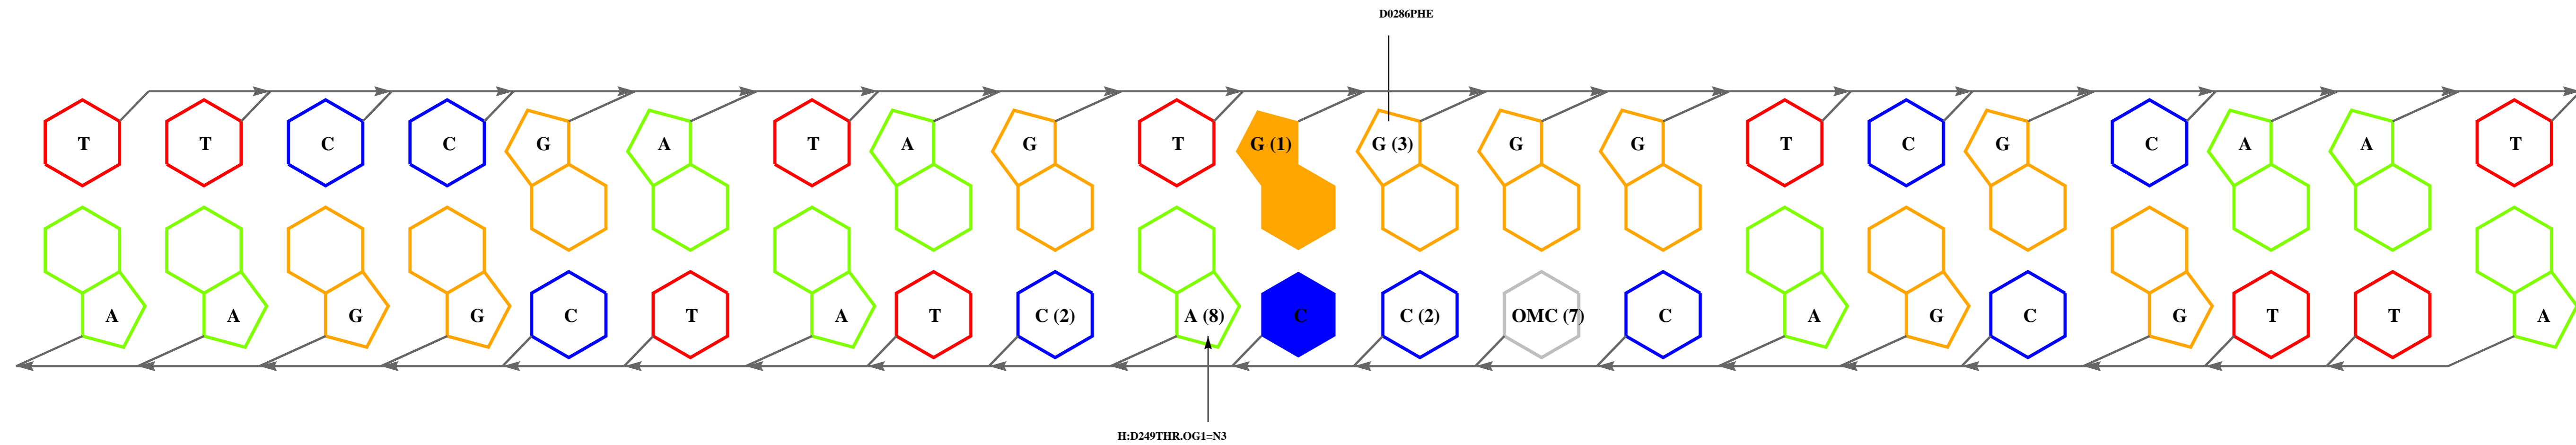 D0286PHE
T T C C G A T A G T G (1) G (3) G G T C G C A A T
A A G G C T A T C (2) A (8) C C (2) OMC (7) C A G C G T T A
H:D249THR.OG1=N3